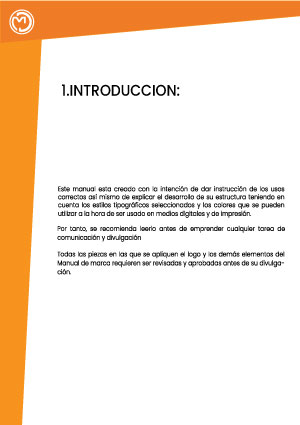 1.INTRODUCCION:
Este manual esta creado con la intención de dar instrucción de los usos
correctos asi mismo de explicar el desarrollo de su estructura teniendo en
cuenta los estilos tipográficos seleccionados y los colores que se pueden
utilizar a la hora de ser usado en medios digitales y de impresión.
Por tanto, se recomienda leerlo antes de emprender cualquier tarea de
comunicación y divulgación
Todas las piezas en las que se apliquen el logo y los demás elementos del
Manual de marca requieren ser revisadas y aprobadas antes de su divulga-
ción.